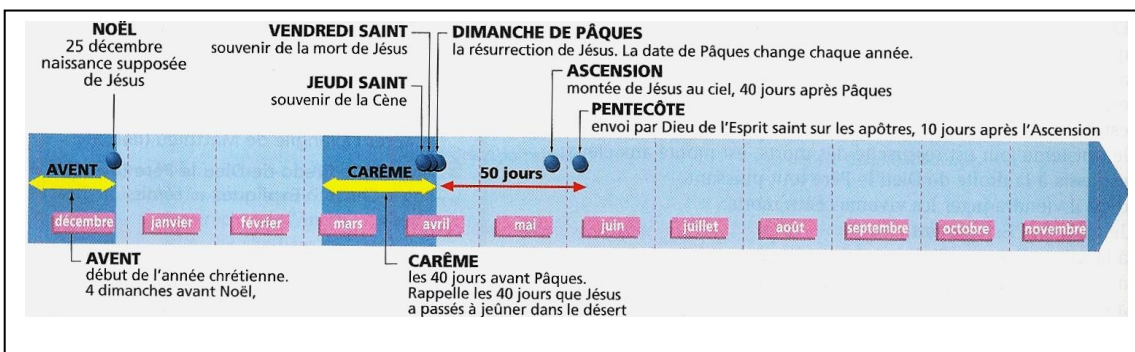 NOËL
25 décembre
naissance supposée
de Jésus
VENDREDI SAINT
souvenir de la mort de Jésus
JEUDI SAINT
souvenir de la Cène
DIMANCHE DE PÂQUES
la résurrection de Jésus. La date de Pâques change chaque année.
ASCENSION
montée de Jésus au ciel, 40 jours après Pâques
PENTECÔTE
envoi par Dieu de l'Esprit saint sur les apôtres, 10 jours après l'Ascension
AVENT
CARÊME
50 jours
décembre
janvier
février
mars
avril
mai
juin
juillet
août
septembre
octobre
novembre
AVENT
début de l'année chrétienne.
4 dimanches avant Noël,
CARÊME
les 40 jours avant Pâques.
Rappelle les 40 jours que Jésus
a passés à jeûner dans le désert